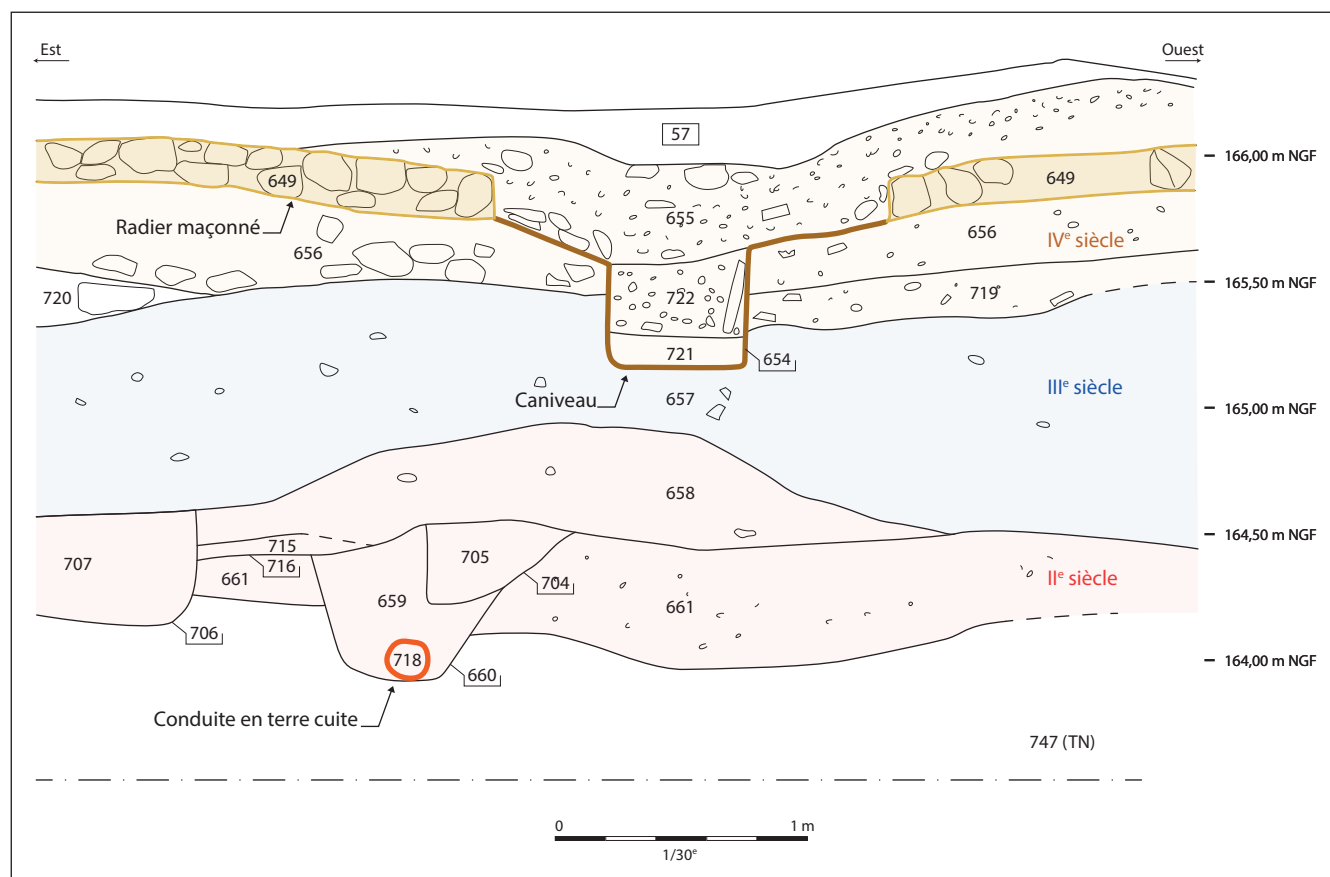 Est
Ouest
57
166,00 m NGF
649
649
Radier maçonné
655
656
656
IVe siècle
720
722
719
165,50 m NGF
721
654
Caniveau
657
IIIe siècle
165,00 m NGF
658
715
164,50 m NGF
707
716
705
661
704
IIe siècle
659
661
706
718
660
164,00 m NGF
Conduite en terre cuite
747 (TN)
0
1 m
1/30e